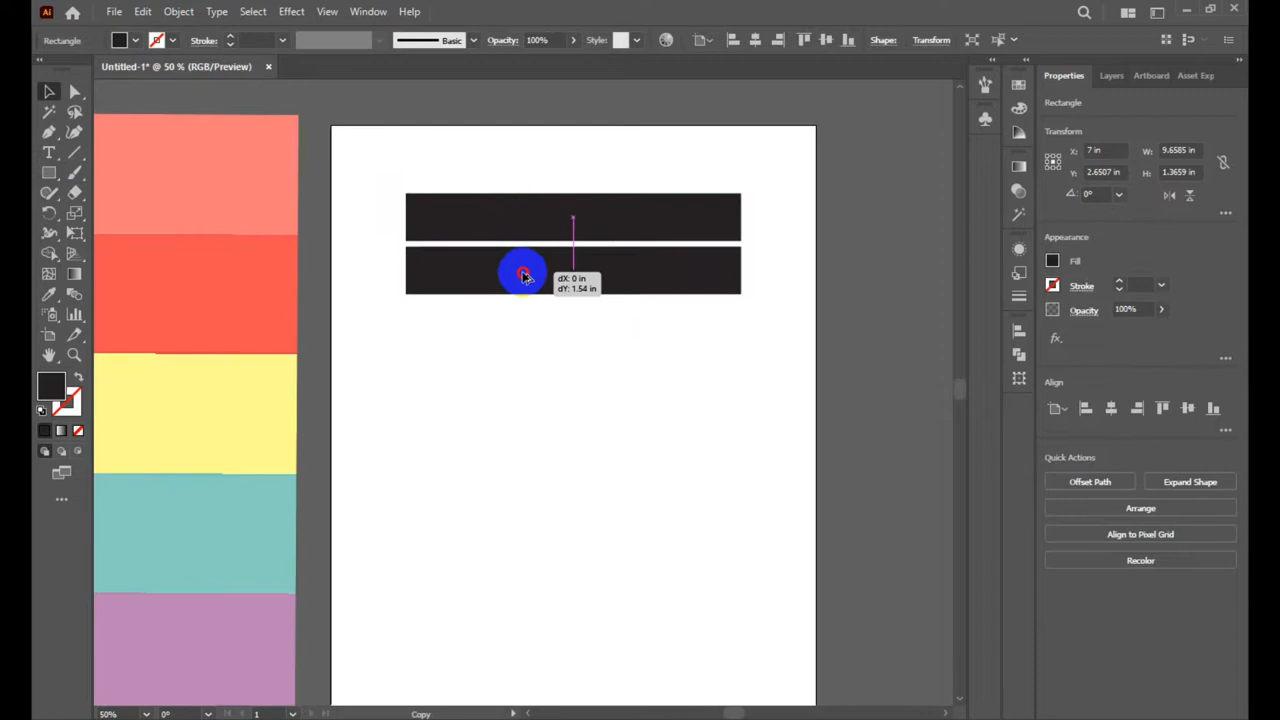 Ai File Edit Object Type Select Effect View Window Help
Rectangle Stroke: Basic Opacity: 100% Style: Shape: Transform
Untitled-1* @ 50 % (RGB/Preview) ×
Properties Layers Artboard Asset Exp
Rectangle
Transform
X: 7 in W: 9.6585 in
Y: 2.6507 in H: 1.3659 in
0°
Appearance
Fill
Stroke
Opacity 100%
fx.
Align
Quick Actions
Offset Path Expand Shape
Arrange
Align to Pixel Grid
Recolor
dX: 0 in
dY: 1.54 in
50% 0° 1 Copy